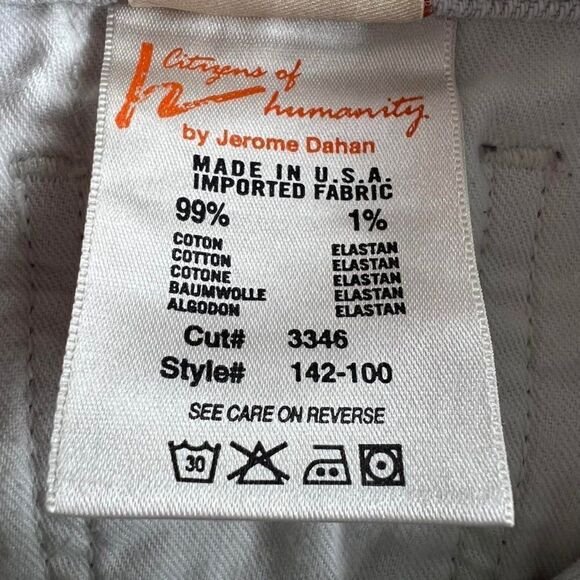 Citizens of
humanity
by Jerome Dahan
MADE IN U.S.A.
IMPORTED FABRIC
99% 1%
COTON ELASTAN
COTTON ELASTAN
COTONE ELASTAN
BAUMWOLLE ELASTAN
ALGODON ELASTAN
Cut# 3346
Style# 142-100
SEE CARE ON REVERSE
30